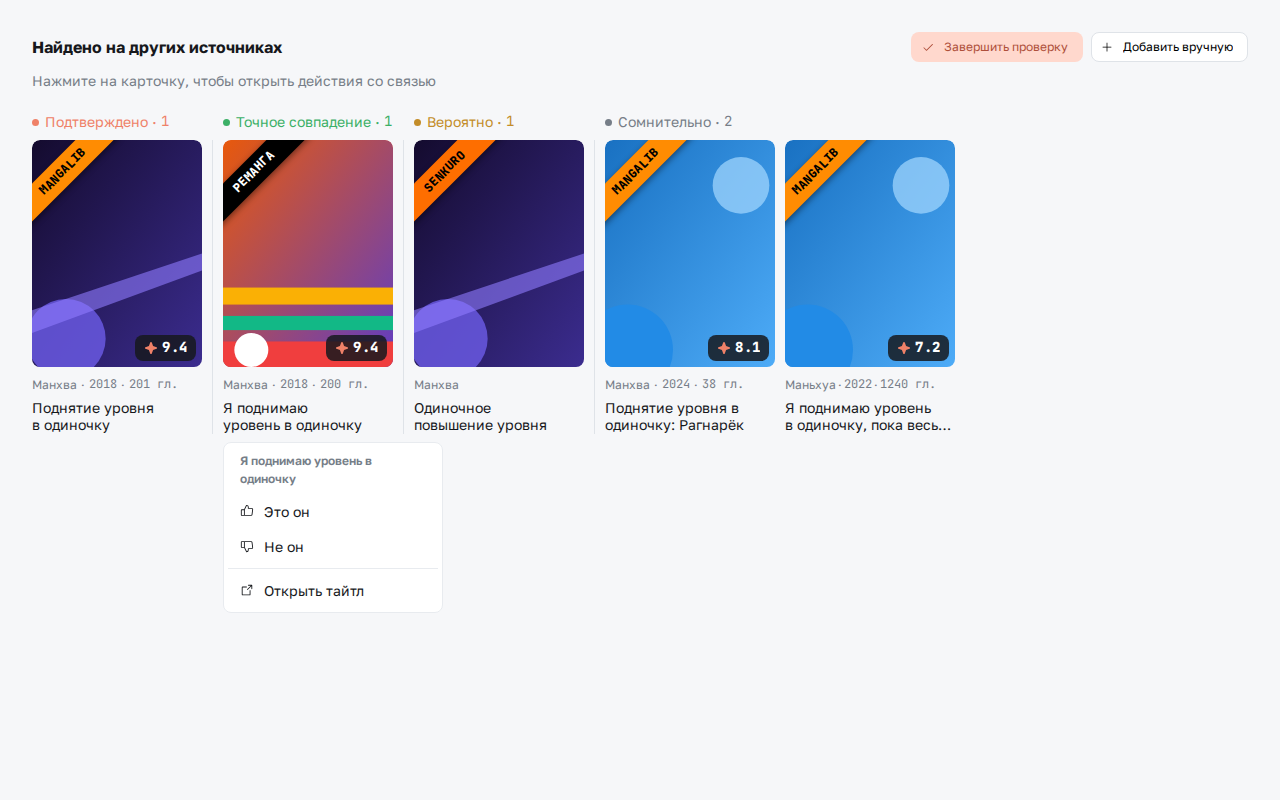 Найдено на других источниках
Завершить проверку
Добавить вручную
Нажмите на карточку, чтобы открыть действия со связью
Подтверждено · 1
Точное совпадение · 1
Вероятно · 1
Сомнительно · 2
MANGALIB
РЕМАНГА
SENKURO
MANGALIB
MANGALIB
9.4
9.4
8.1
7.2
Манхва · 2018 · 201 гл.
Поднятие уровня
в одиночку
Манхва · 2018 · 200 гл.
Я поднимаю
уровень в одиночку
Манхва
Одиночное
повышение уровня
Манхва · 2024 · 38 гл.
Поднятие уровня в
одиночку: Рагнарёк
Маньхуа · 2022 · 1240 гл.
Я поднимаю уровень
в одиночку, пока весь...
Я поднимаю уровень в
одиночку
Это он
Не он
Открыть тайтл